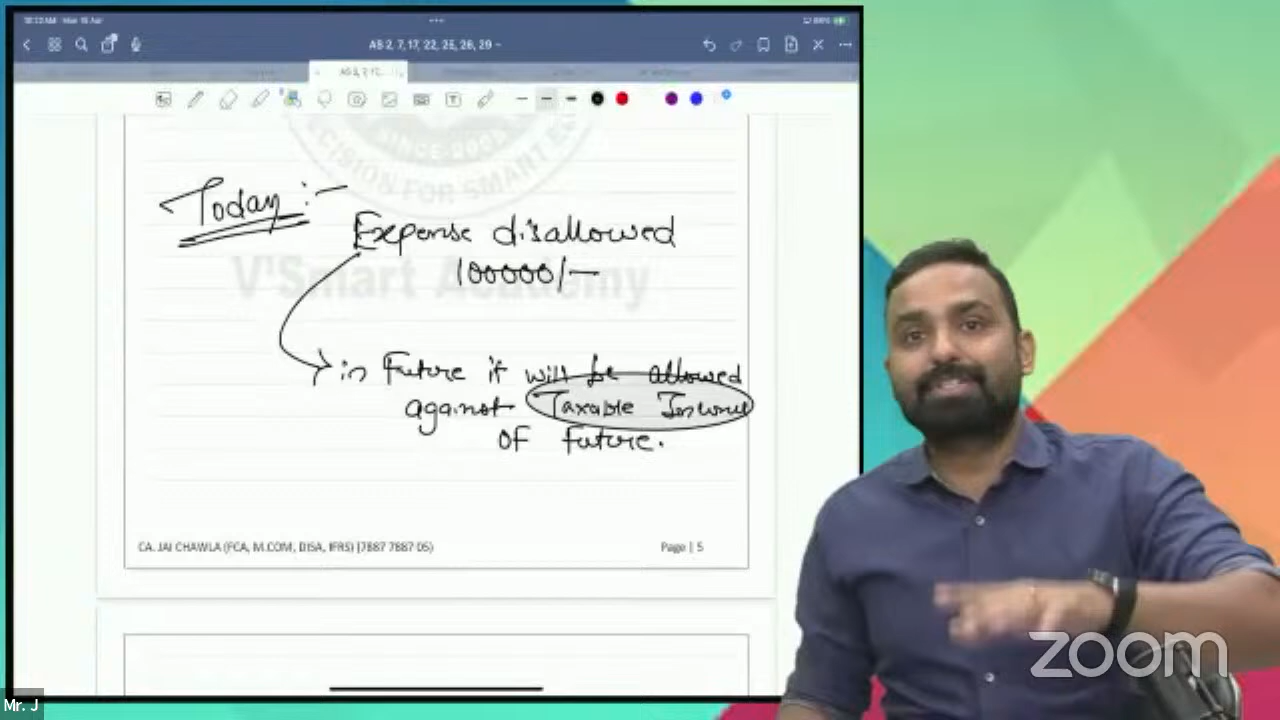 AS 2, 7, 17, 22, 25, 26, 29
Today :-
Expense disallowed
100000/-
in Future it will be allowed
against Taxable Income
of future.
V'Smart Academy
CA. JAI CHAWLA (FCA, M.COM, DISA, IFRS) (7887 7887 05)
Page | 5
zoom
Mr. J